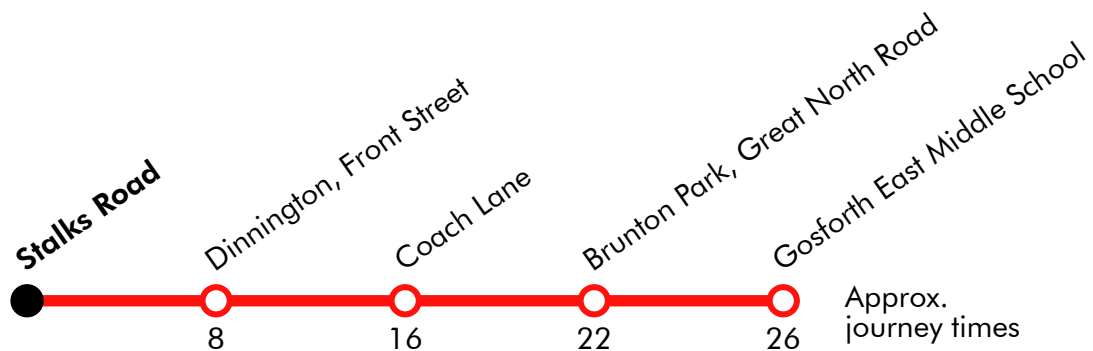 Stalks Road
Dinnington, Front Street
Coach Lane
Brunton Park, Great North Road
Gosforth East Middle School
8
16
22
26
Approx.
journey times